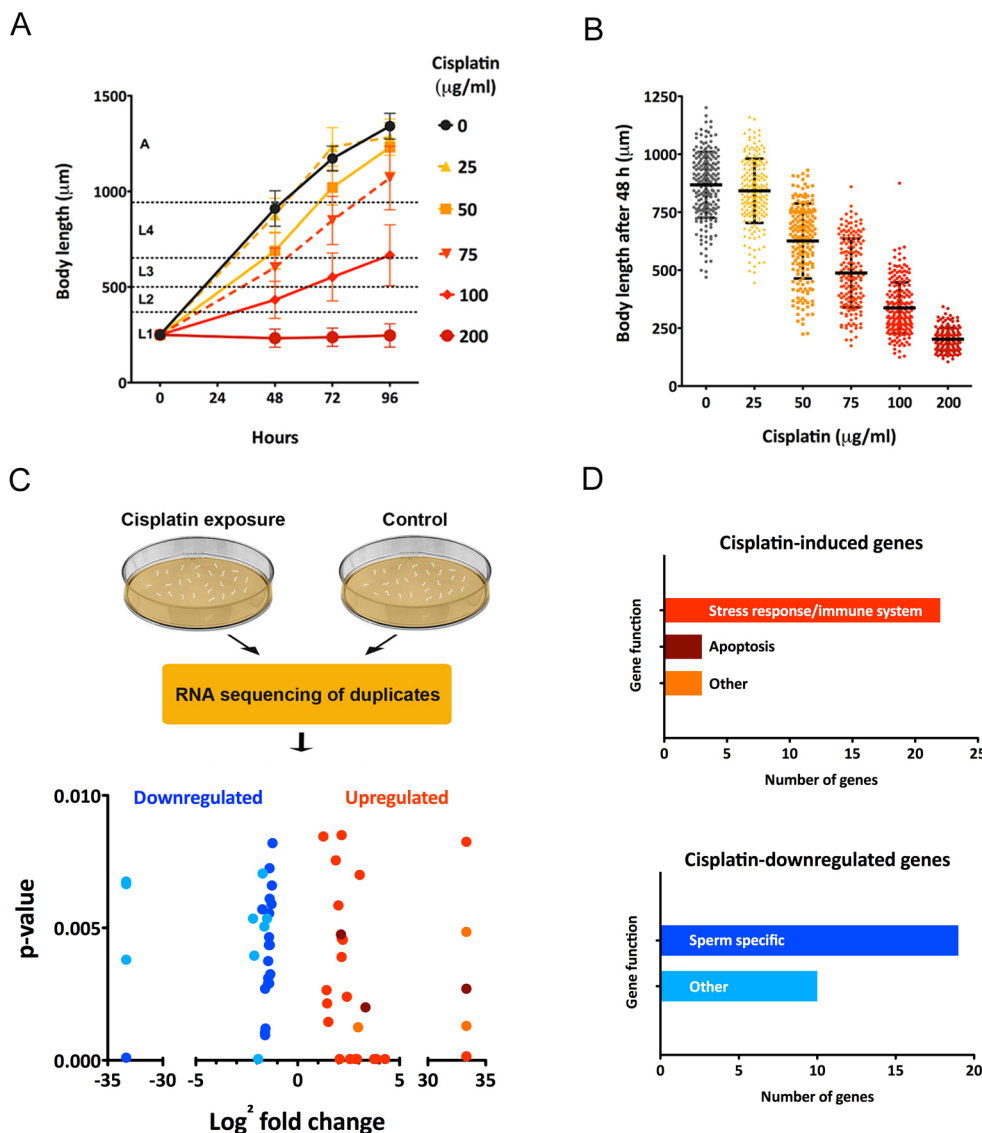 A
Cisplatin
(μg/ml)
0
25
50
75
100
200
Body length (μm)
1500
1000
500
0
A
L4
L3
L2
L1
0
24
48
72
96
Hours
B
Body length after 48 h (μm)
1250
1000
750
500
250
0
0
25
50
75
100
200
Cisplatin (μg/ml)
C
Cisplatin exposure
Control
RNA sequencing of duplicates
Downregulated
Upregulated
p-value
0.010
0.005
0.000
-35
-30
-5
0
5
30
35
Log² fold change
D
Cisplatin-induced genes
Gene function
Stress response/immune system
Apoptosis
Other
0
5
10
15
20
25
Number of genes
Cisplatin-downregulated genes
Gene function
Sperm specific
Other
0
5
10
15
20
Number of genes